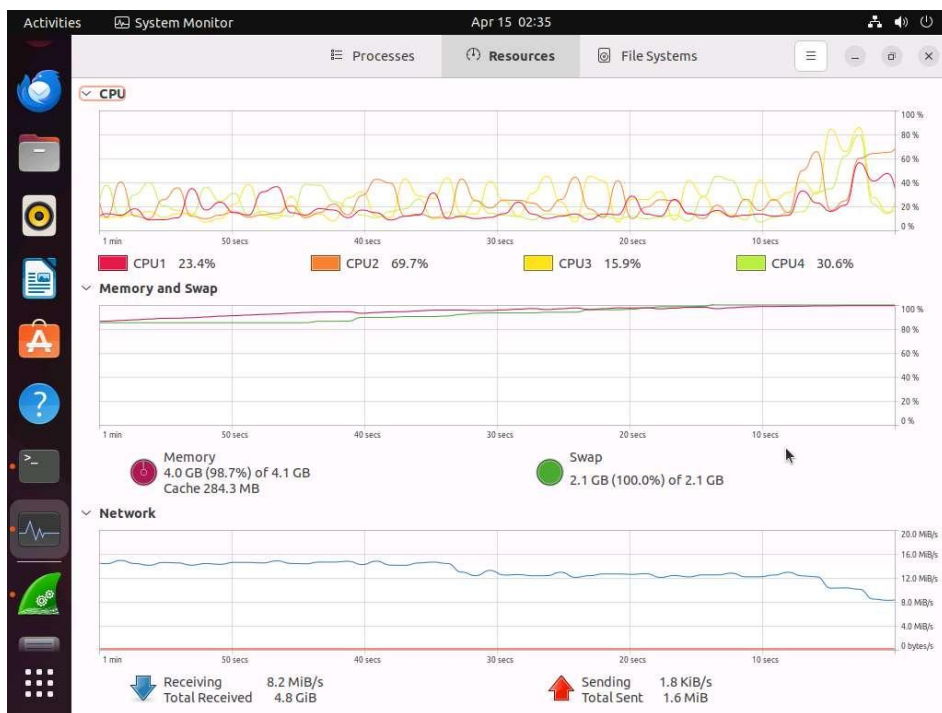 Activities System Monitor Apr 15 02:35
Processes Resources File Systems
CPU
100 %
80 %
60 %
40 %
20 %
0 %
1 min 50 secs 40 secs 30 secs 20 secs 10 secs
CPU1 23.4% CPU2 69.7% CPU3 15.9% CPU4 30.6%
Memory and Swap
100 %
80 %
60 %
40 %
20 %
0 %
1 min 50 secs 40 secs 30 secs 20 secs 10 secs
Memory
4.0 GB (98.7%) of 4.1 GB
Cache 284.3 MB
Swap
2.1 GB (100.0%) of 2.1 GB
Network
20.0 MiB/s
16.0 MiB/s
12.0 MiB/s
8.0 MiB/s
4.0 MiB/s
0 bytes/s
1 min 50 secs 40 secs 30 secs 20 secs 10 secs
Receiving 8.2 MiB/s
Total Received 4.8 GiB
Sending 1.8 KiB/s
Total Sent 1.6 MiB